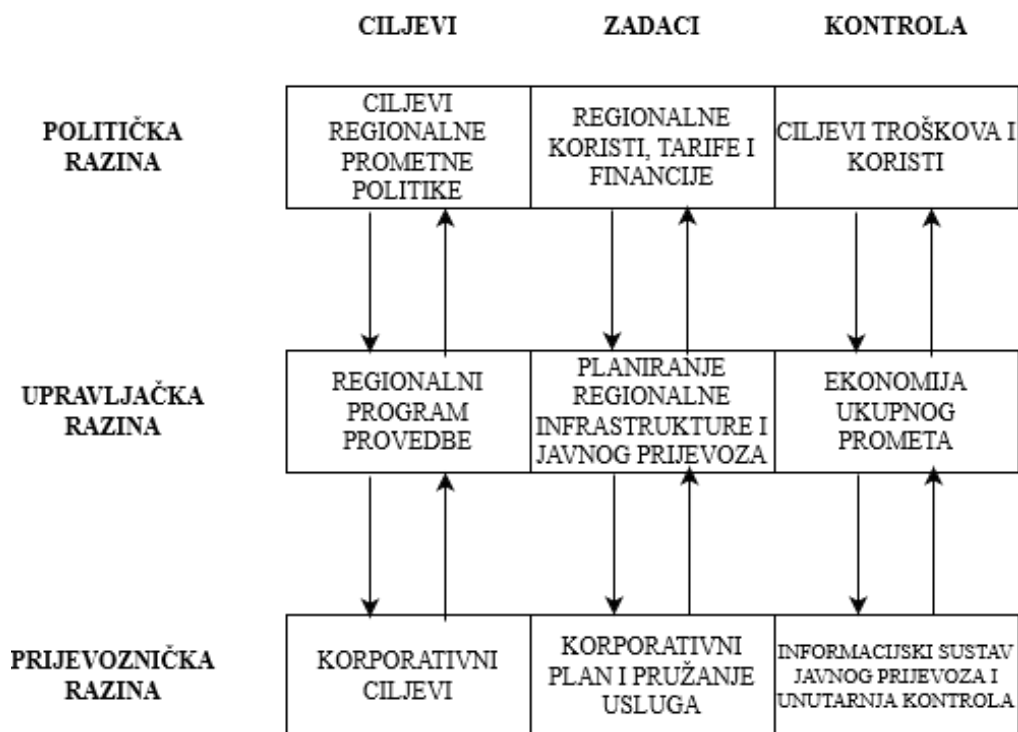 CILJEVI
ZADACI
KONTROLA
POLITIČKA
RAZINA
CILJEVI
REGIONALNE
PROMETNE
POLITIKE
REGIONALNE
KORISTI, TARIFE I
FINANCIJE
CILJEVI TROŠKOVA I
KORISTI
UPRAVLJAČKA
RAZINA
REGIONALNI
PROGRAM
PROVEDBE
PLANIRANJE
REGIONALNE
INFRASTRUKTURE I
JAVNOG PRIJEVOZA
EKONOMIJA
UKUPNOG
PROMETA
PRIJEVOZNIČKA
RAZINA
KORPORATIVNI
CILJEVI
KORPORATIVNI
PLAN I PRUŽANJE
USLUGA
INFORMACIJSKI SUSTAV
JAVNOG PRIJEVOZA I
UNUTARNJA KONTROLA